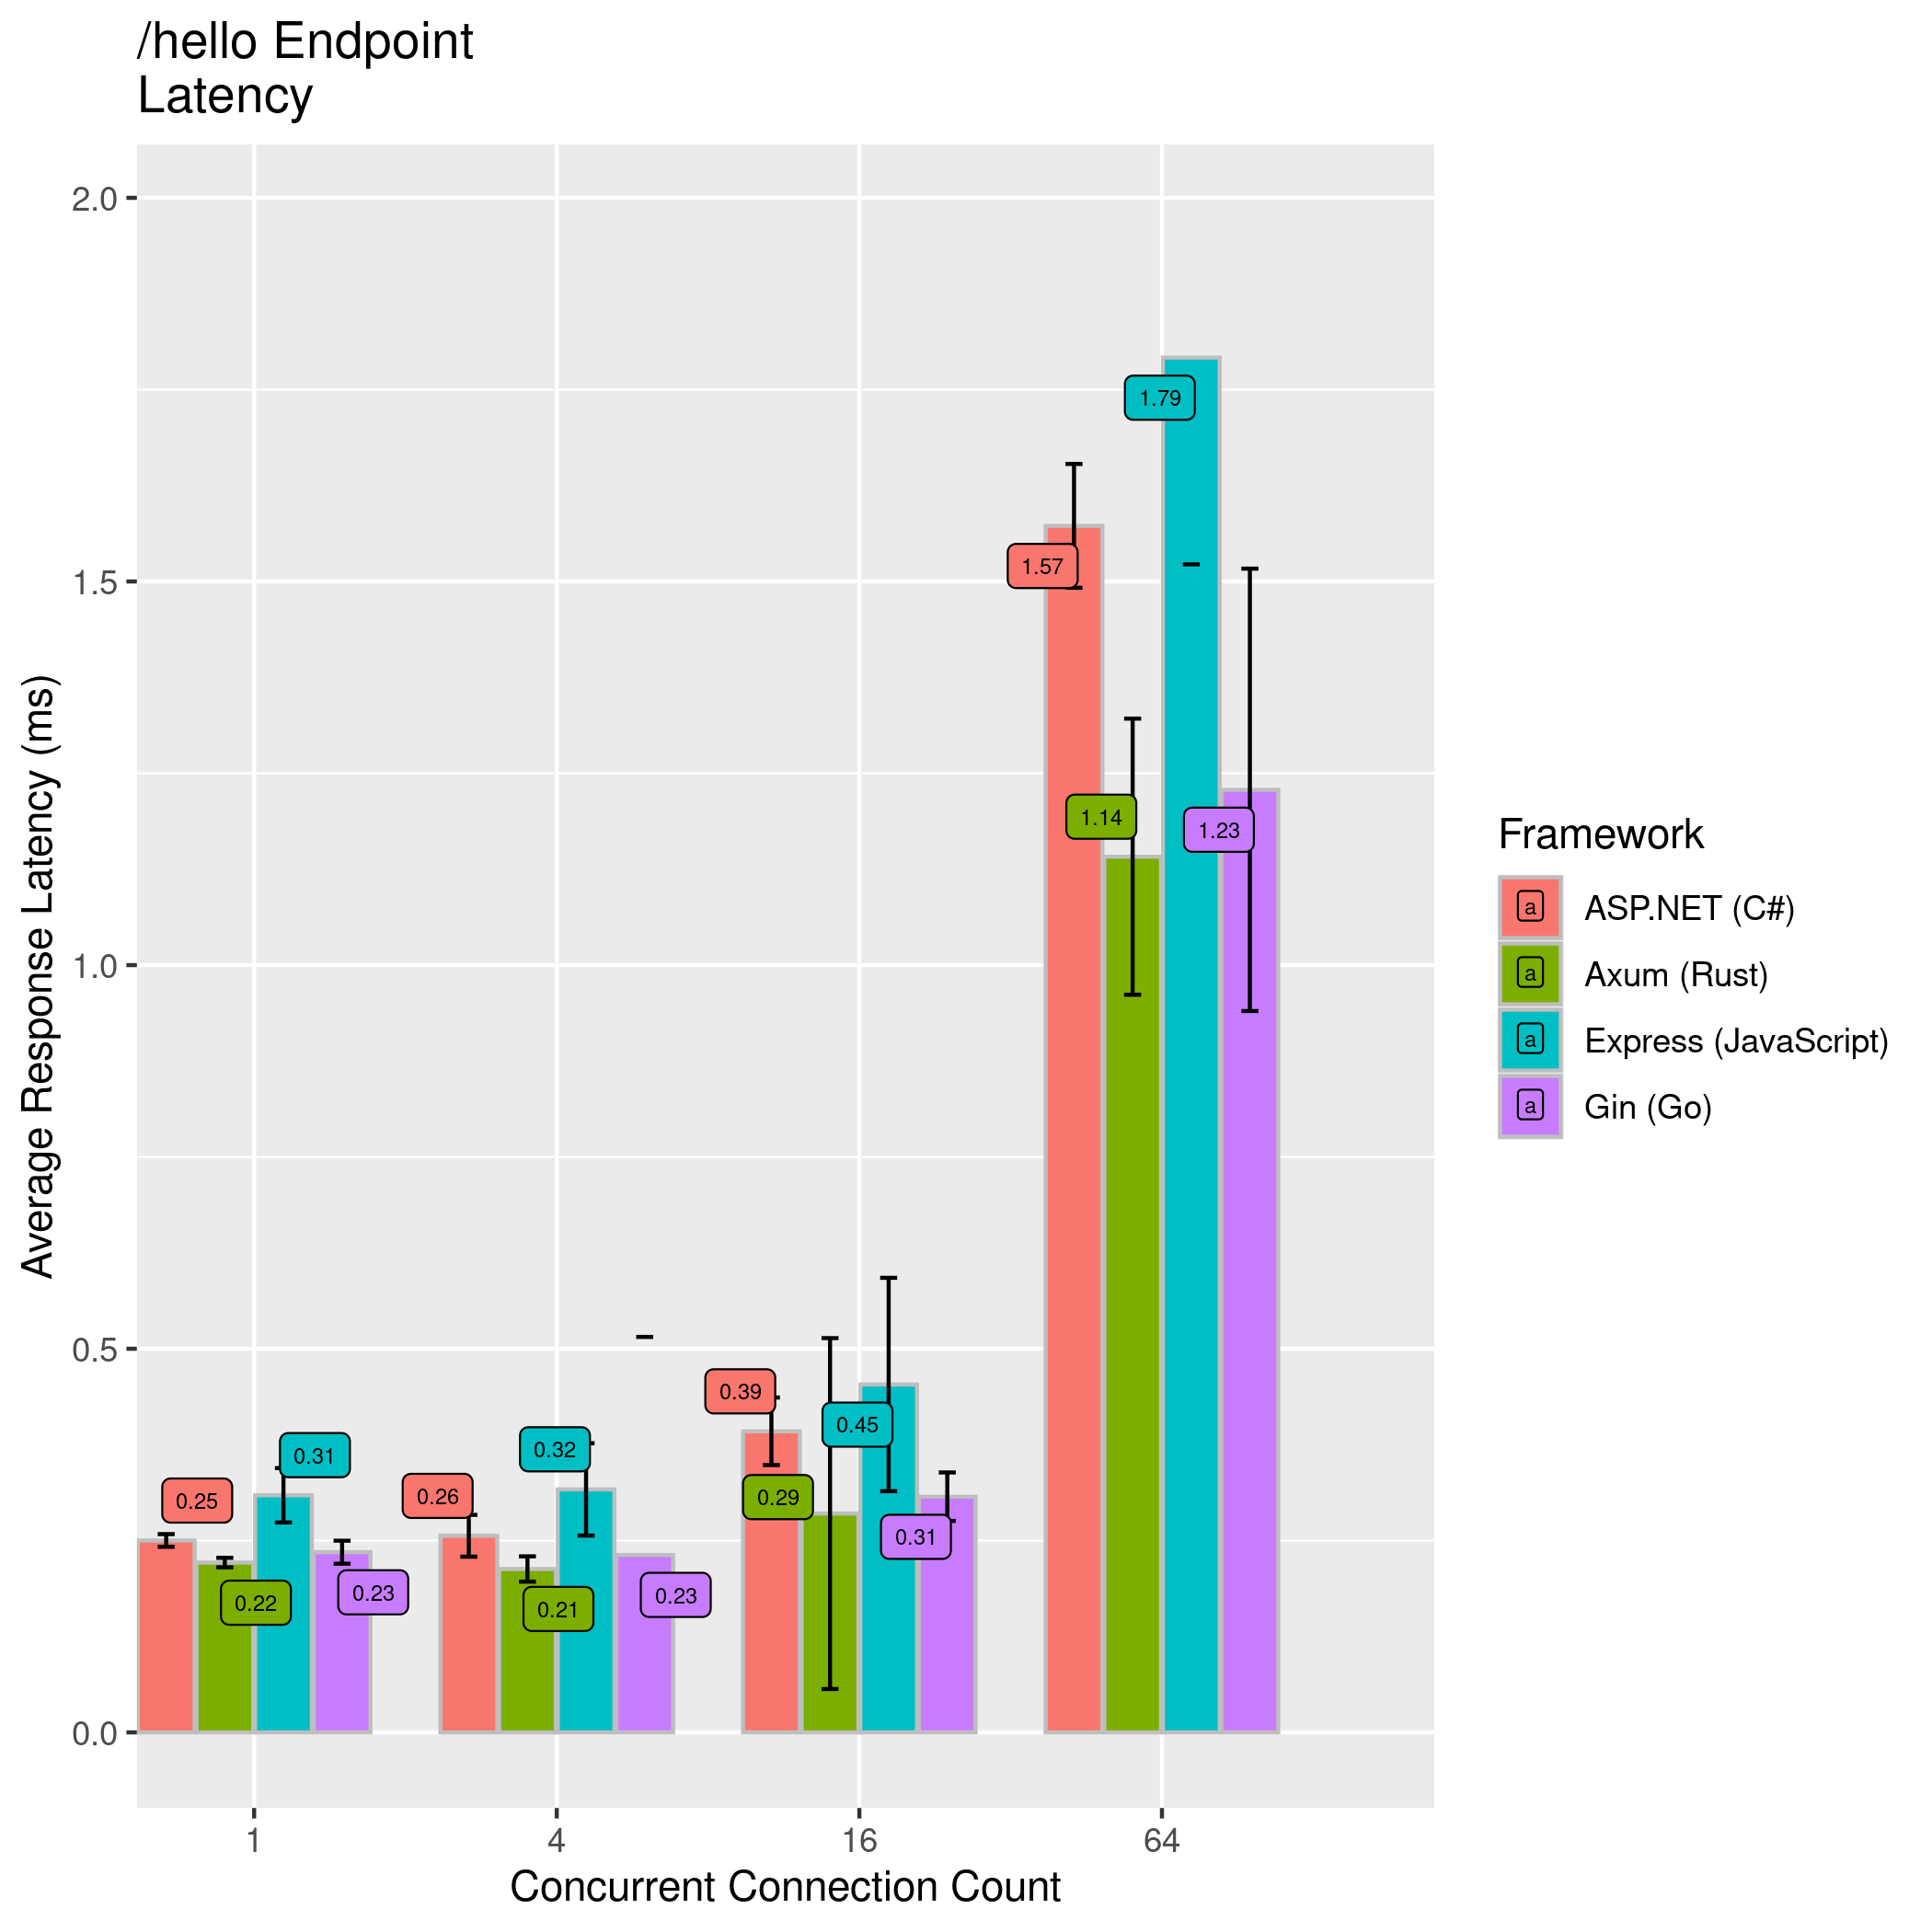 /hello Endpoint
Latency
Average Response Latency (ms)
2.0
1.5
1.0
0.5
0.0
0.25
0.22
0.31
0.23
0.26
0.21
0.32
0.23
0.39
0.29
0.45
0.31
1.57
1.14
1.79
1.23
1
4
16
64
Concurrent Connection Count
Framework
a ASP.NET (C#)
a Axum (Rust)
a Express (JavaScript)
a Gin (Go)